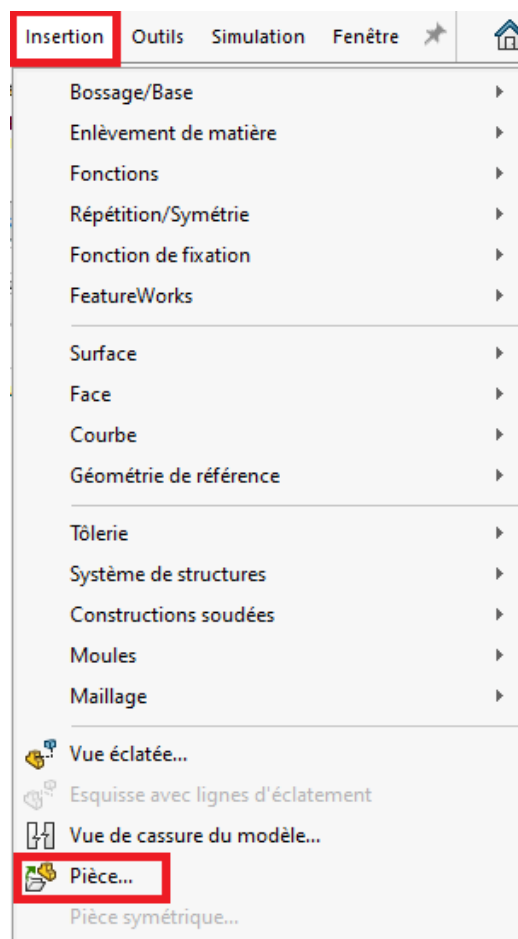 Insertion Outils Simulation Fenêtre
Bossage/Base
Enlèvement de matière
Fonctions
Répétition/Symétrie
Fonction de fixation
FeatureWorks
Surface
Face
Courbe
Géométrie de référence
Tôlerie
Système de structures
Constructions soudées
Moules
Maillage
Vue éclatée...
Esquisse avec lignes d'éclatement
Vue de cassure du modèle...
Pièce...
Pièce symétrique...